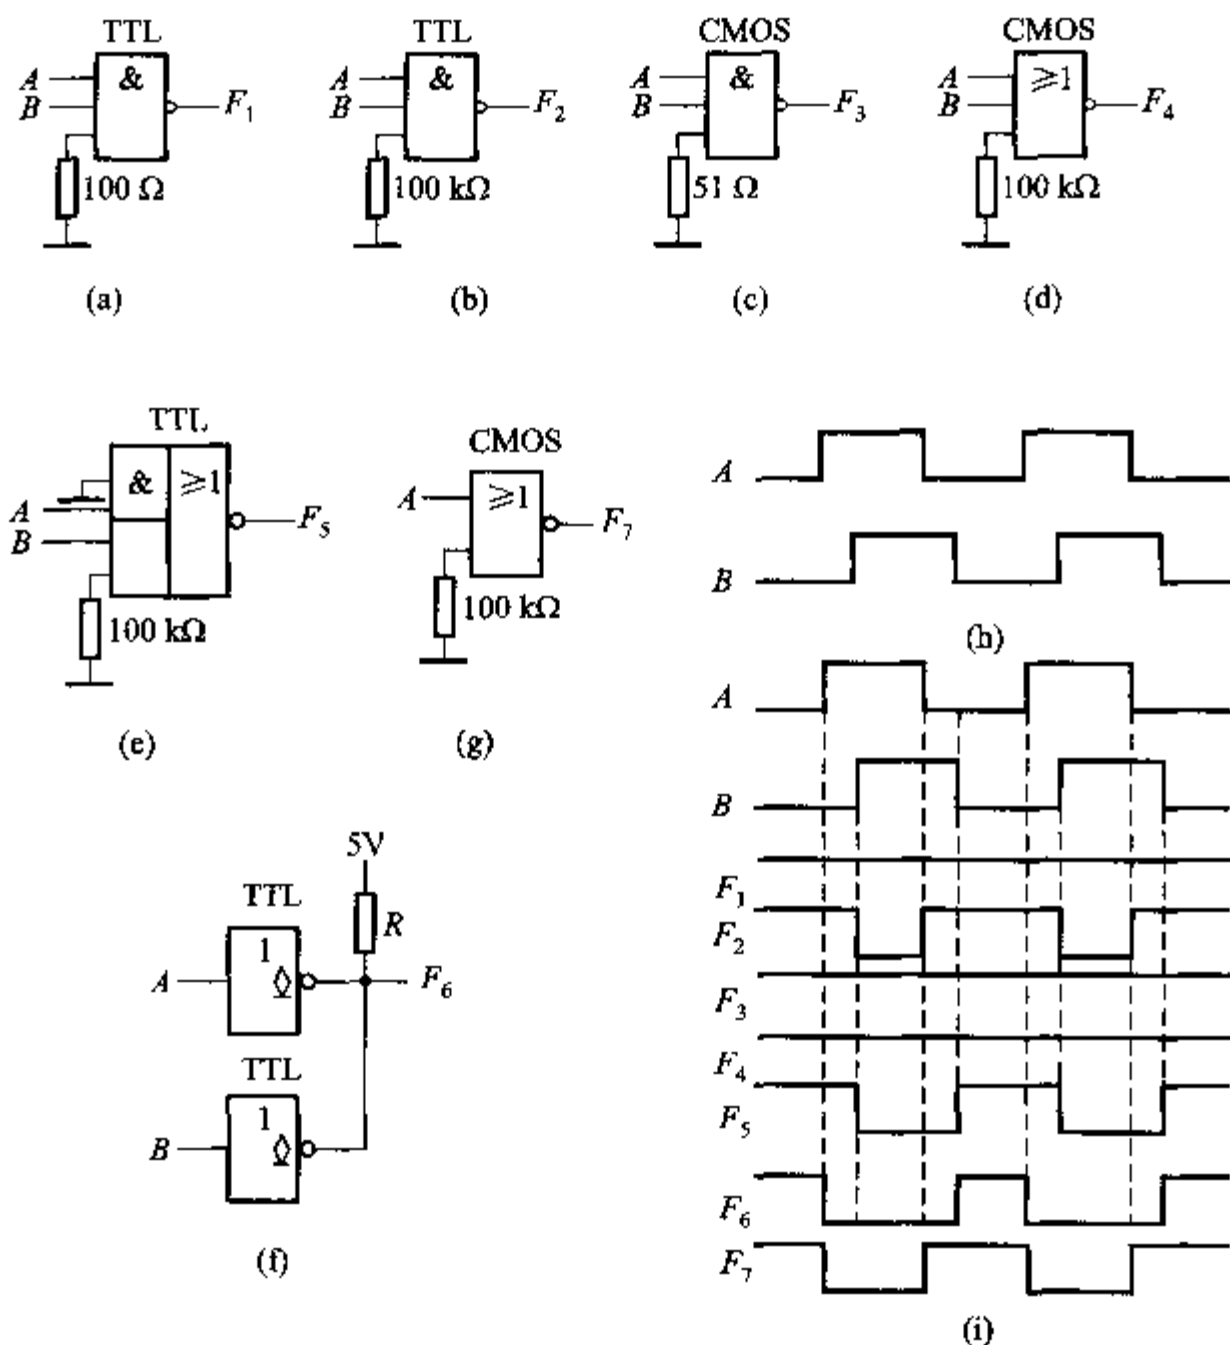 TTL
A
B
&
F₁
100 Ω
(a)
TTL
A
B
&
F₂
100 kΩ
(b)
CMOS
A
B
&
F₃
51 Ω
(c)
CMOS
A
B
≥1
F₄
100 kΩ
(d)
TTL
&
≥1
A
B
F₅
100 kΩ
(e)
CMOS
A
≥1
F₇
100 kΩ
(g)
5V
TTL
1
R
A
F₆
TTL
1
B
(f)
A
B
(h)
A
B
F₁
F₂
F₃
F₄
F₅
F₆
F₇
(i)